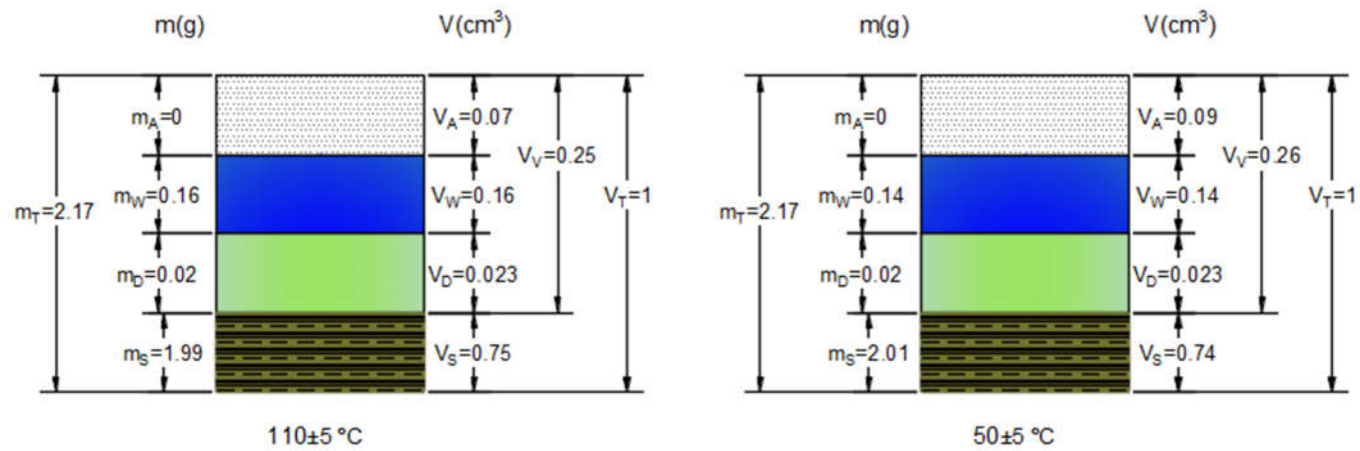 m(g) V(cm³) m(g) V(cm³)
m_A=0 V_A=0.07 m_A=0 V_A=0.09
V_V=0.25 V_V=0.26
m_T=2.17 m_W=0.16 V_W=0.16 V_T=1 m_T=2.17 m_W=0.14 V_W=0.14 V_T=1
m_D=0.02 V_D=0.023 m_D=0.02 V_D=0.023
m_S=1.99 V_S=0.75 m_S=2.01 V_S=0.74
110±5 °C 50±5 °C